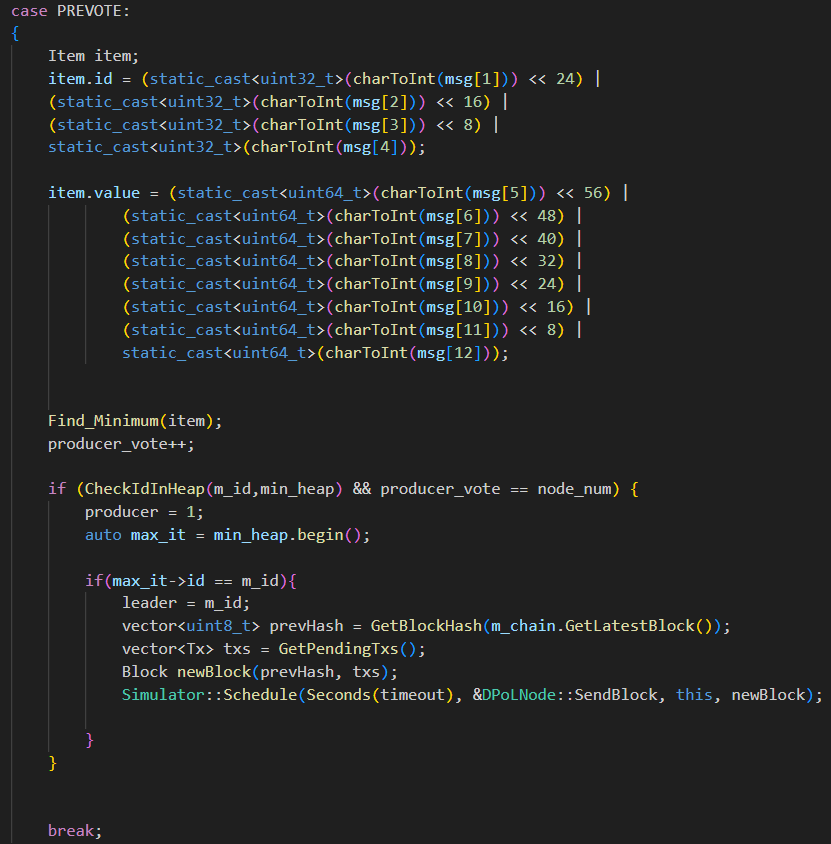 case PREVOTE:
{
    Item item;
    item.id = (static_cast<uint32_t>(charToInt(msg[1])) << 24) |
    (static_cast<uint32_t>(charToInt(msg[2])) << 16) |
    (static_cast<uint32_t>(charToInt(msg[3])) << 8) |
    static_cast<uint32_t>(charToInt(msg[4]));

    item.value = (static_cast<uint64_t>(charToInt(msg[5])) << 56) |
            (static_cast<uint64_t>(charToInt(msg[6])) << 48) |
            (static_cast<uint64_t>(charToInt(msg[7])) << 40) |
            (static_cast<uint64_t>(charToInt(msg[8])) << 32) |
            (static_cast<uint64_t>(charToInt(msg[9])) << 24) |
            (static_cast<uint64_t>(charToInt(msg[10])) << 16) |
            (static_cast<uint64_t>(charToInt(msg[11])) << 8) |
            static_cast<uint64_t>(charToInt(msg[12]));

    Find_Minimum(item);
    producer_vote++;

    if (CheckIdInHeap(m_id,min_heap) && producer_vote == node_num) {
        producer = 1;
        auto max_it = min_heap.begin();

        if(max_it->id == m_id){
            leader = m_id;
            vector<uint8_t> prevHash = GetBlockHash(m_chain.GetLatestBlock());
            vector<Tx> txs = GetPendingTxs();
            Block newBlock(prevHash, txs);
            Simulator::Schedule(Seconds(timeout), &DPoLNode::SendBlock, this, newBlock);

        }
    }

    break;